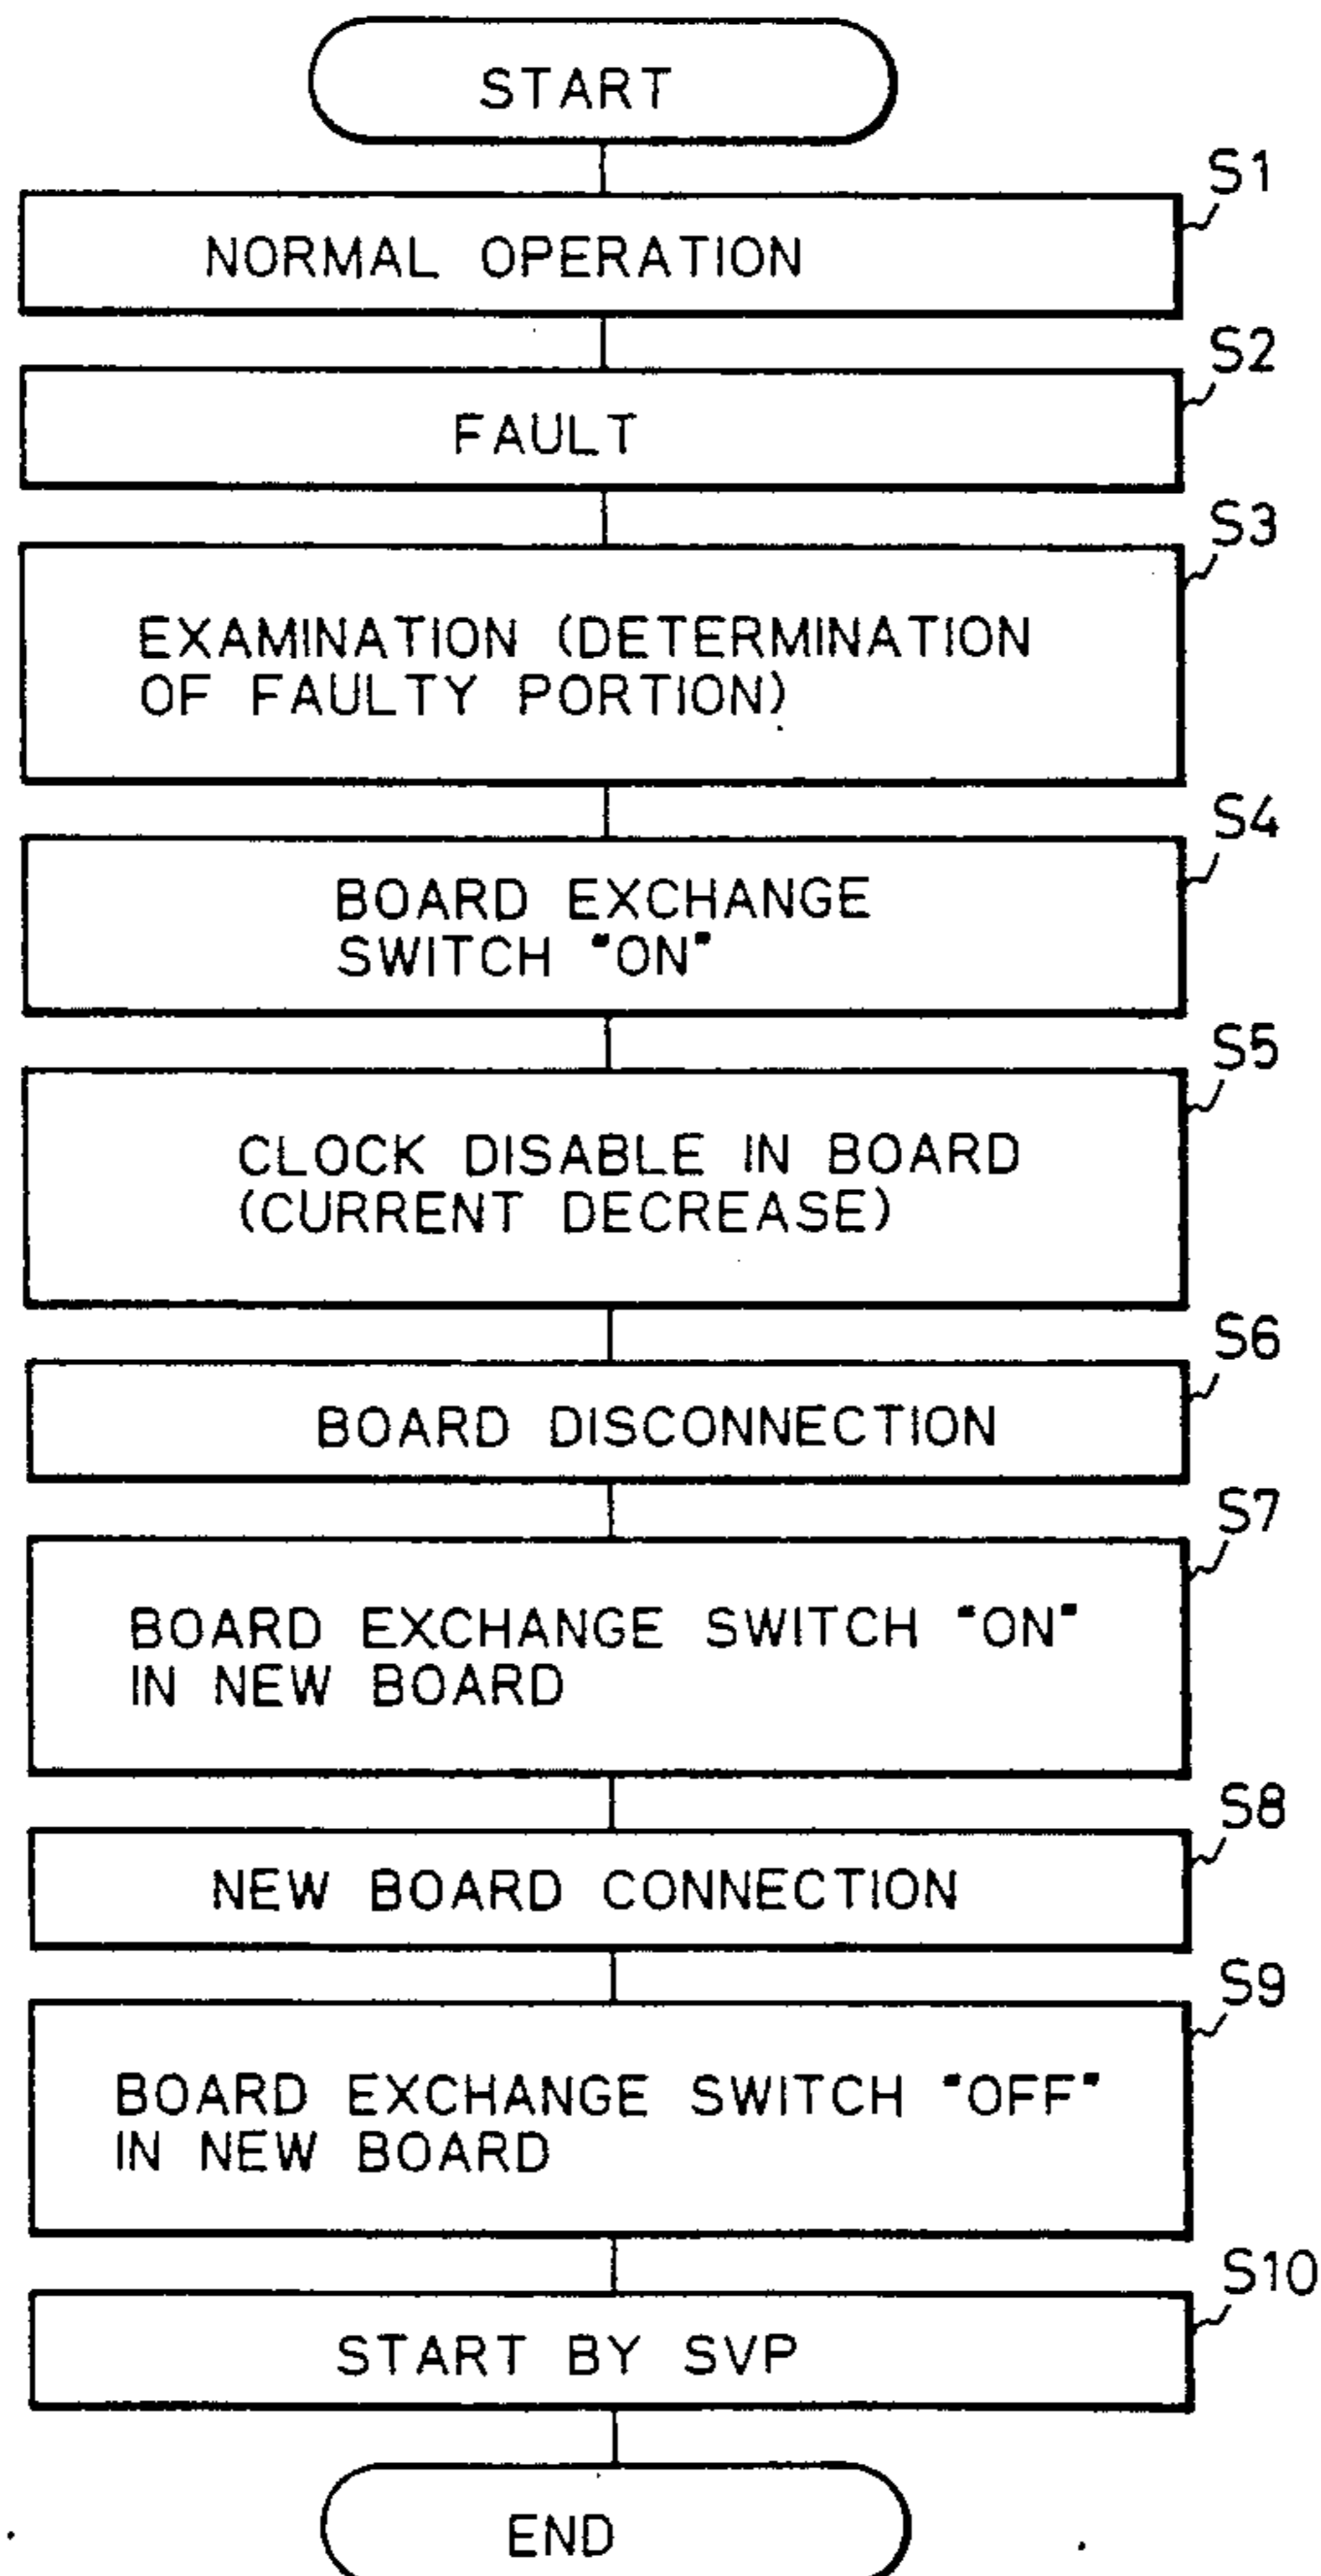 START
S1
NORMAL OPERATION
S2
FAULT
S3
EXAMINATION (DETERMINATION
OF FAULTY PORTION)
S4
BOARD EXCHANGE
SWITCH "ON"
S5
CLOCK DISABLE IN BOARD
(CURRENT DECREASE)
S6
BOARD DISCONNECTION
S7
BOARD EXCHANGE SWITCH "ON"
IN NEW BOARD
S8
NEW BOARD CONNECTION
S9
BOARD EXCHANGE SWITCH "OFF"
IN NEW BOARD
S10
START BY SVP
END